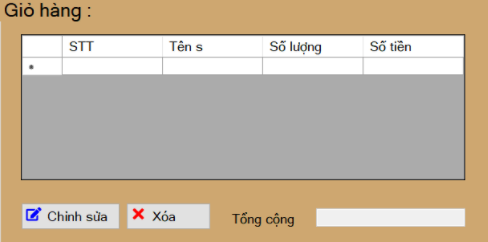 Giỏ hàng :
STT Tên s Số lượng Số tiền
*
Chỉnh sửa Xóa Tổng cộng